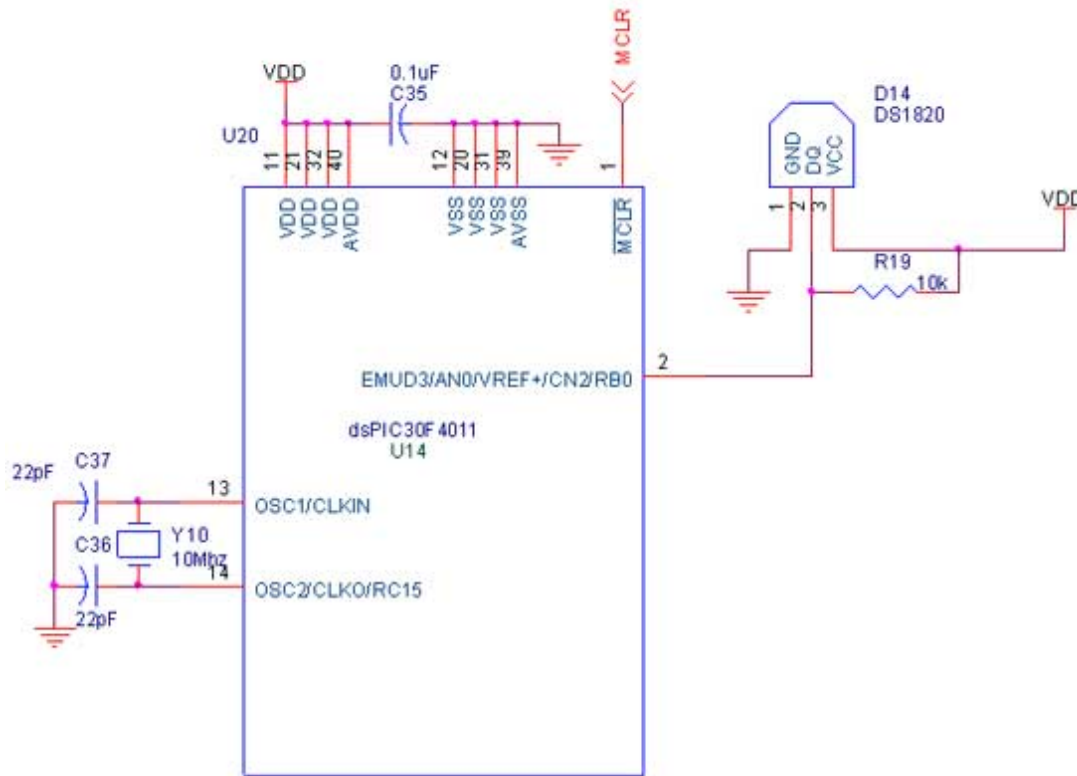 MCLR
VDD
0.1uF
C35
U20
11
21
32
40
12
20
31
39
1
VDD
VDD
VDD
AVDD
VSS
VSS
VSS
AVSS
MCLR
D14
DS1820
GND
DQ
VCC
1
2
3
VDD
R19
10k
EMUD3/AN0/VREF+/CN2/RB0
2
dsPIC30F4011
U14
C37
22pF
13
OSC1/CLKIN
C36
Y10
10Mhz
14
OSC2/CLKO/RC15
22pF